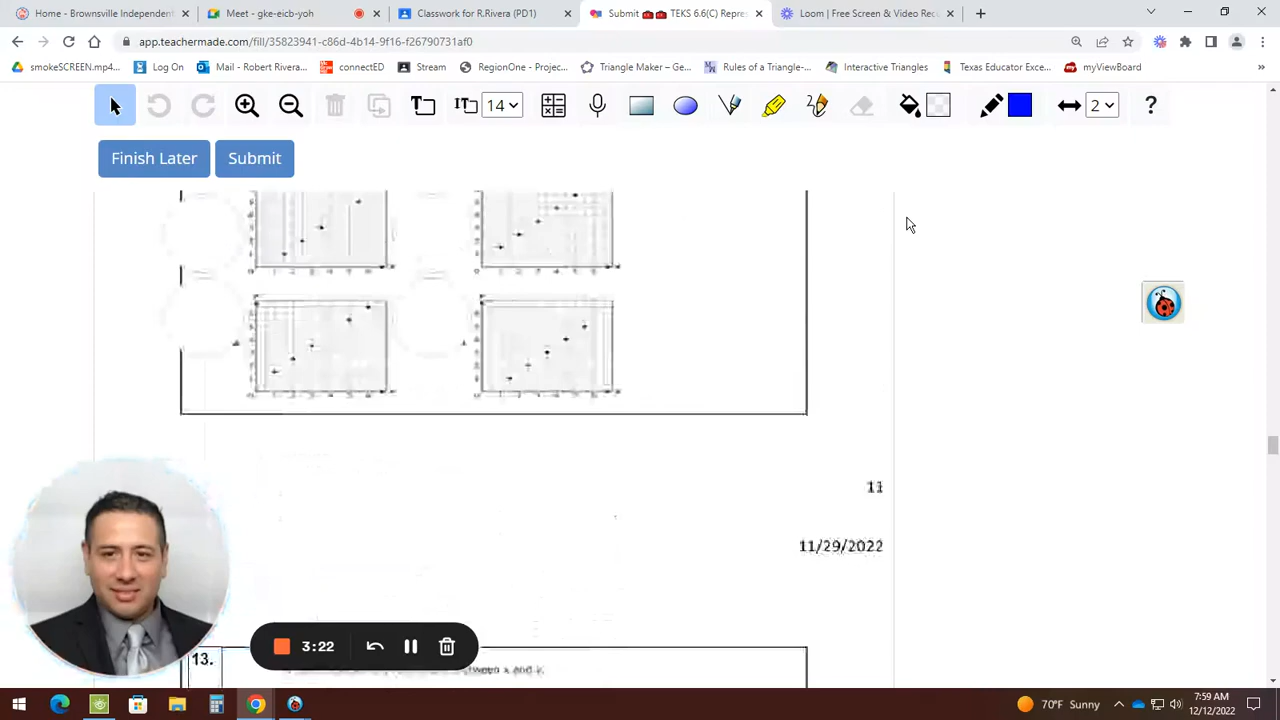 Home - Brownsville Independent
Meet - gke-eicb-yoh
Classwork for R.Rivera (PD1)
Submit TEKS 6.6(C) Repres
Loom | Free Screen & Video Rec
app.teachermade.com/fill/35823941-c86d-4b14-9f16-f26790731af0
smokeSCREEN.mp4...
Log On
Mail - Robert Rivera...
connectED
Stream
RegionOne - Project...
Triangle Maker – Ge...
Rules of a Triangle-...
Interactive Triangles
Texas Educator Exce...
myViewBoard
14
2
?
Finish Later
Submit
11
11/29/2022
3:22
13.
tween x and y.
70°F Sunny
7:59 AM
12/12/2022